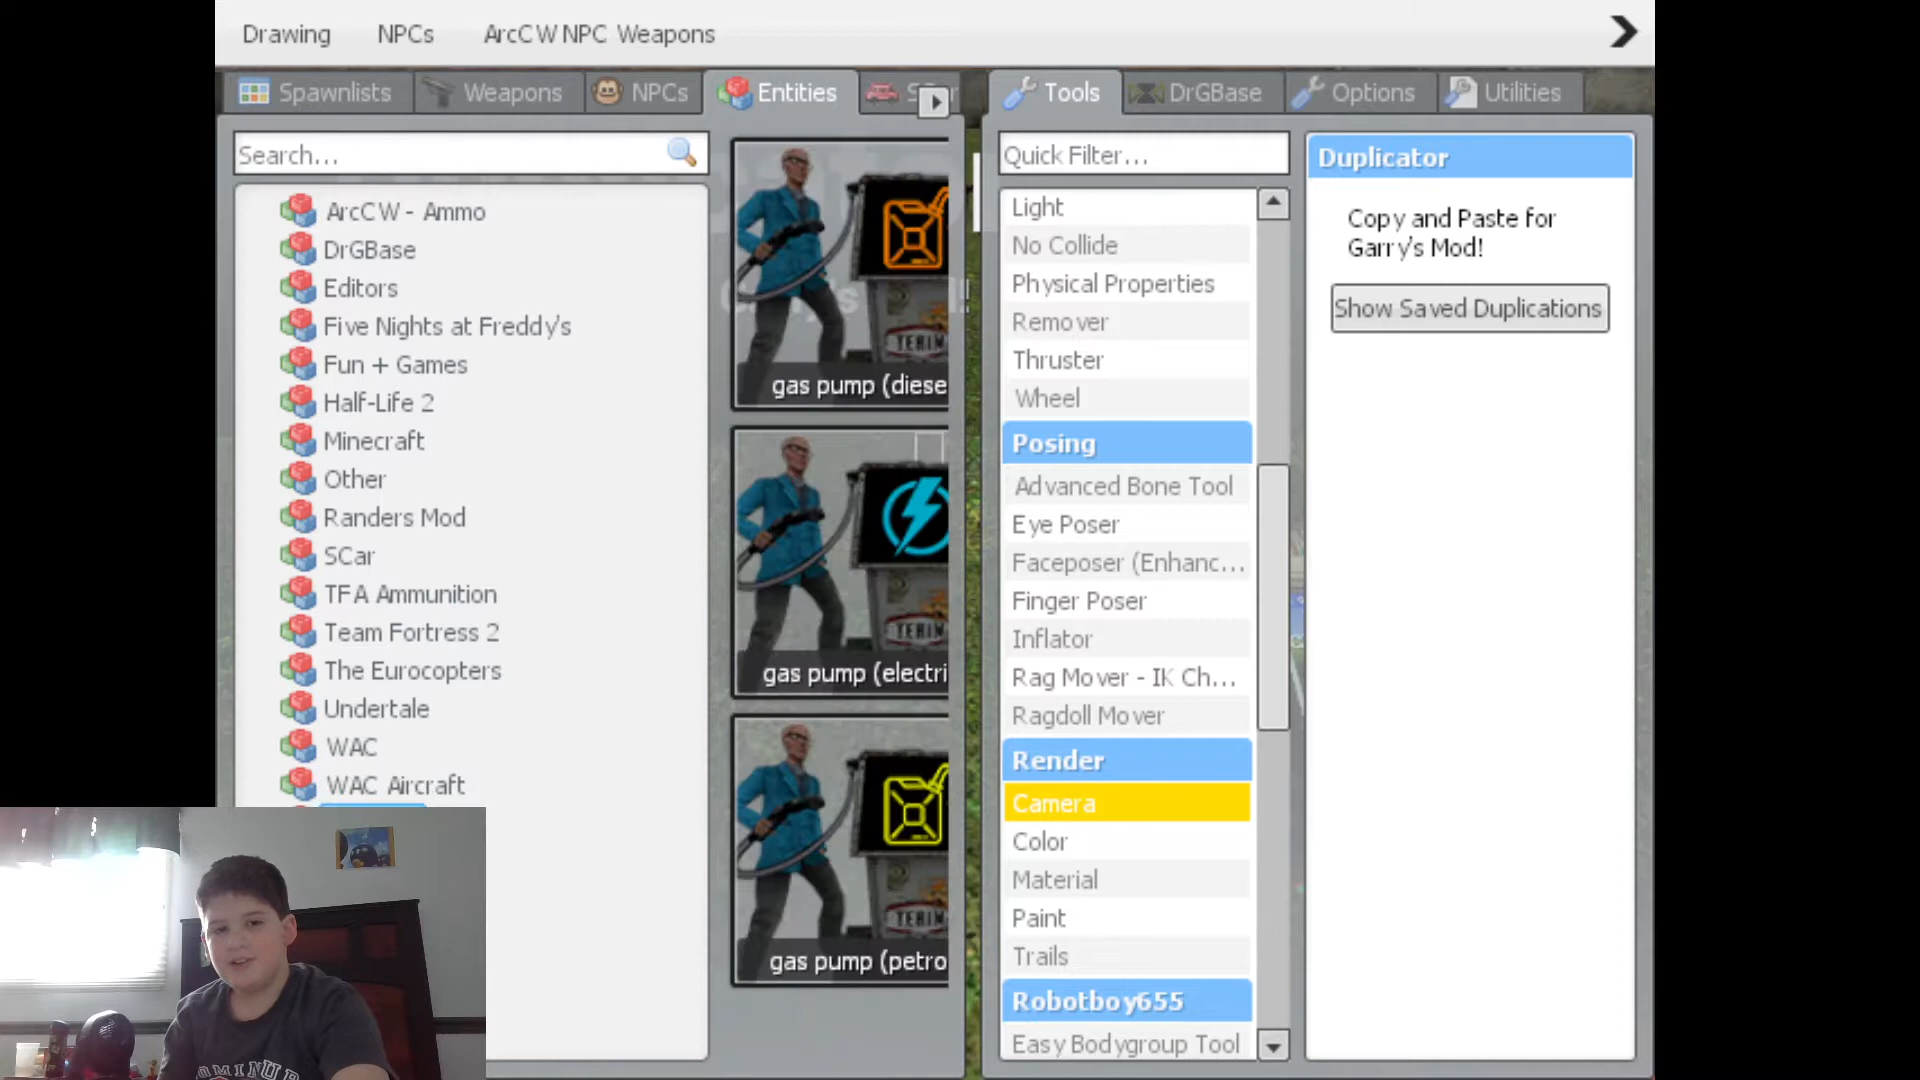 Drawing NPCs ArcCW NPC Weapons
Spawnlists Weapons NPCs Entities
Tools DrGBase Options Utilities
Search...
ArcCW - Ammo
DrGBase
Editors
Five Nights at Freddy's
Fun + Games
Half-Life 2
Minecraft
Other
Randers Mod
SCar
TFA Ammunition
Team Fortress 2
The Eurocopters
Undertale
WAC
WAC Aircraft
gas pump (diese
gas pump (electri
gas pump (petro
Quick Filter...
Light
No Collide
Physical Properties
Remover
Thruster
Wheel
Posing
Advanced Bone Tool
Eye Poser
Faceposer (Enhanc...
Finger Poser
Inflator
Rag Mover - IK Ch...
Ragdoll Mover
Render
Camera
Color
Material
Paint
Trails
Robotboy655
Easy Bodygroup Tool
Duplicator
Copy and Paste for
Garry's Mod!
Show Saved Duplications